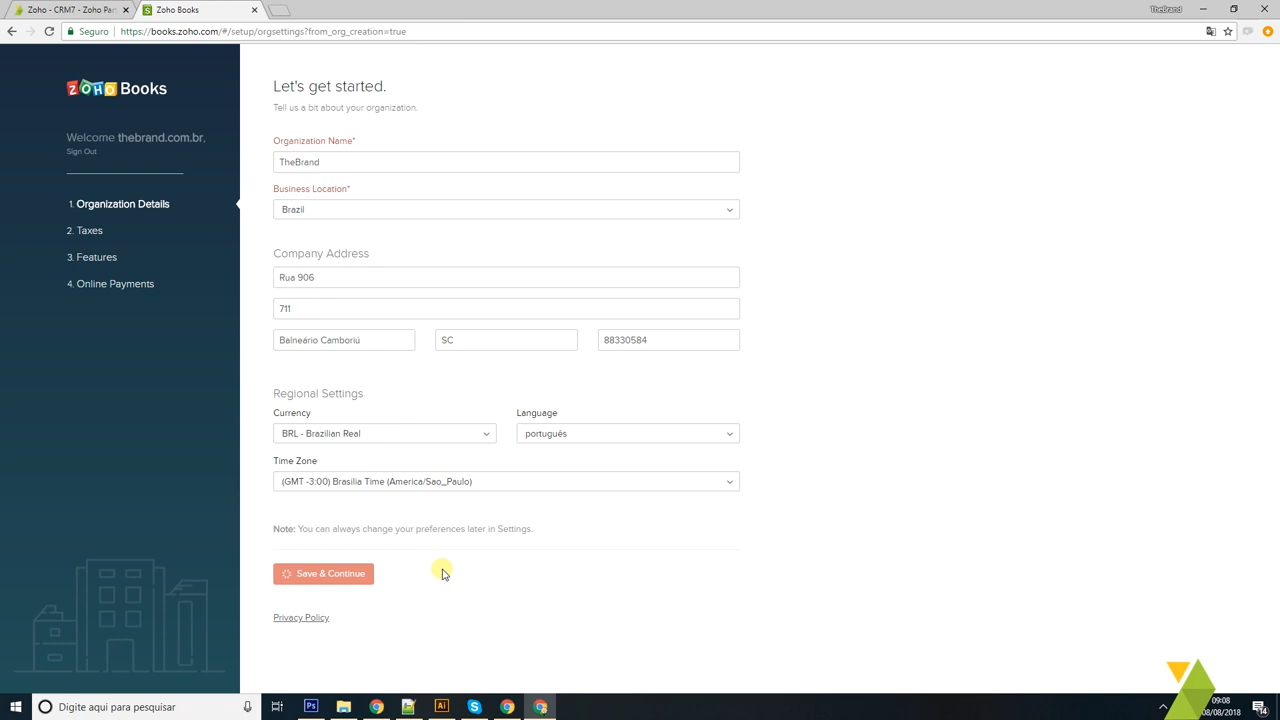 Zoho - CRM7 - Zoho Par
Zoho Books
TheBrand
Seguro
https://books.zoho.com/#/setup/orgsettings?from_org_creation=true
ZOHO Books
Welcome thebrand.com.br,
Sign Out
1. Organization Details
2. Taxes
3. Features
4. Online Payments
Let's get started.
Tell us a bit about your organization.
Organization Name*
TheBrand
Business Location*
Brazil
Company Address
Rua 906
711
Balneário Camboriú
SC
88330584
Regional Settings
Currency
Language
BRL - Brazilian Real
português
Time Zone
(GMT -3:00) Brasilia Time (America/Sao_Paulo)
Note: You can always change your preferences later in Settings.
Save & Continue
Privacy Policy
Digite aqui para pesquisar
Ps
Ai
09:08
08/08/2018
14